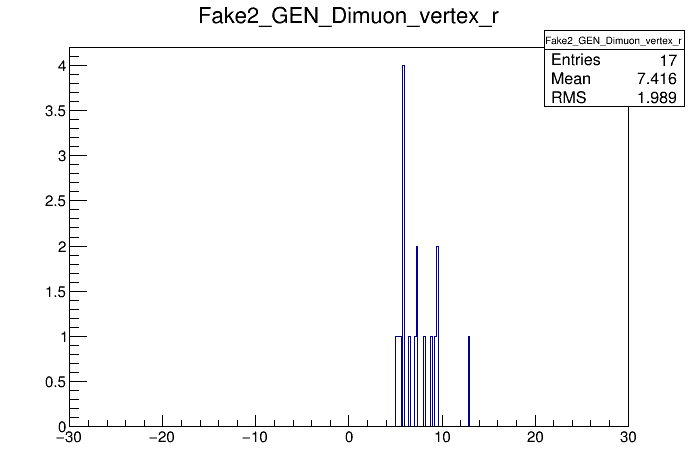 Fake2_GEN_Dimuon_vertex_r
Fake2_GEN_Dimuon_vertex_r
Entries 17
Mean 7.416
RMS 1.989
4
3.5
3
2.5
2
1.5
1
0.5
0
−30 −20 −10 0 10 20 30